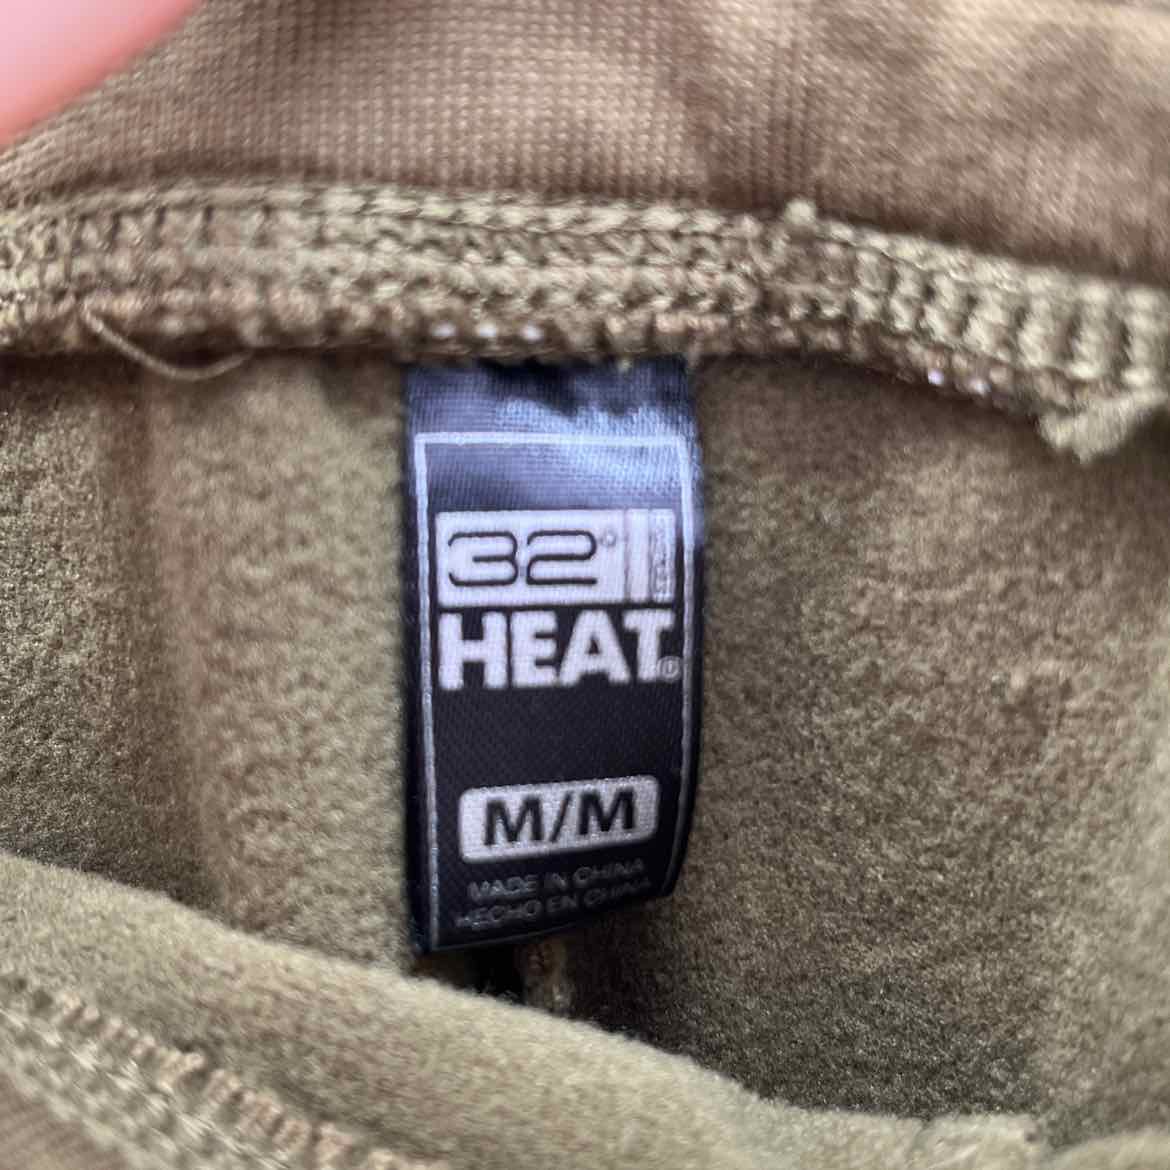 32°
HEAT®
M/M
MADE IN CHINA
HECHO EN CHINA